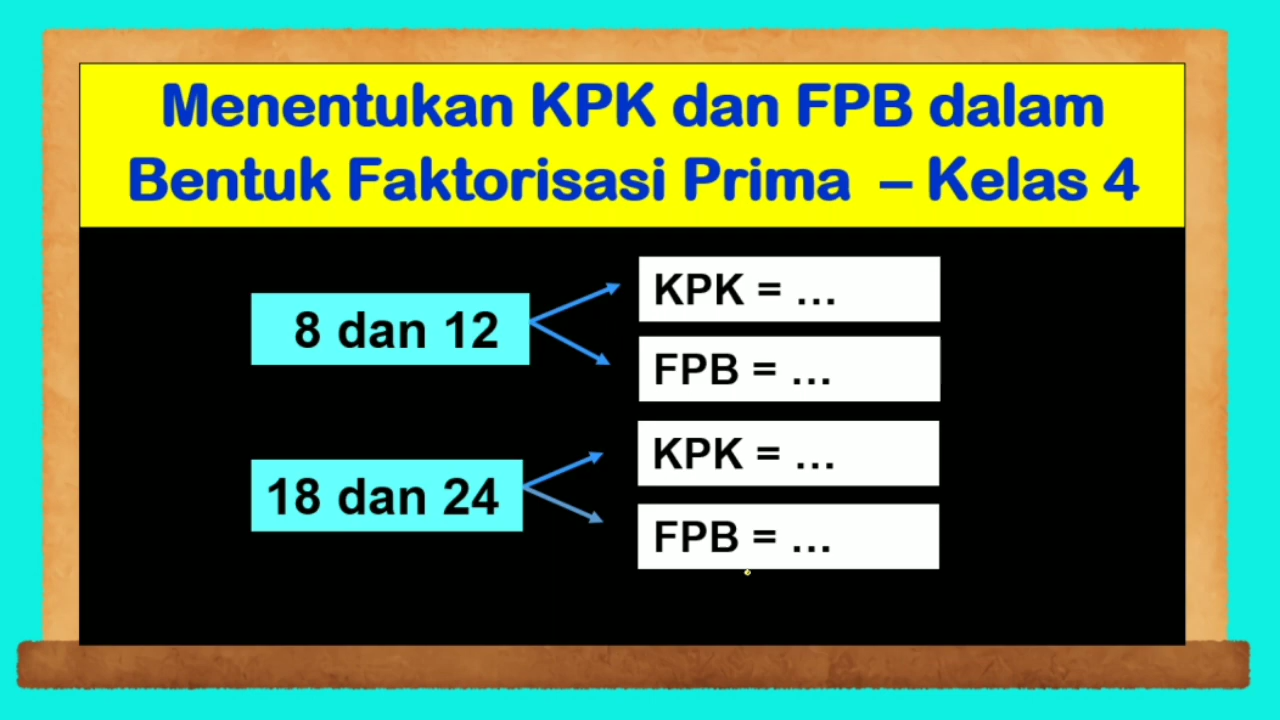 Menentukan KPK dan FPB dalam
Bentuk Faktorisasi Prima – Kelas 4
8 dan 12
KPK = ...
FPB = ...
18 dan 24
KPK = ...
FPB = ...